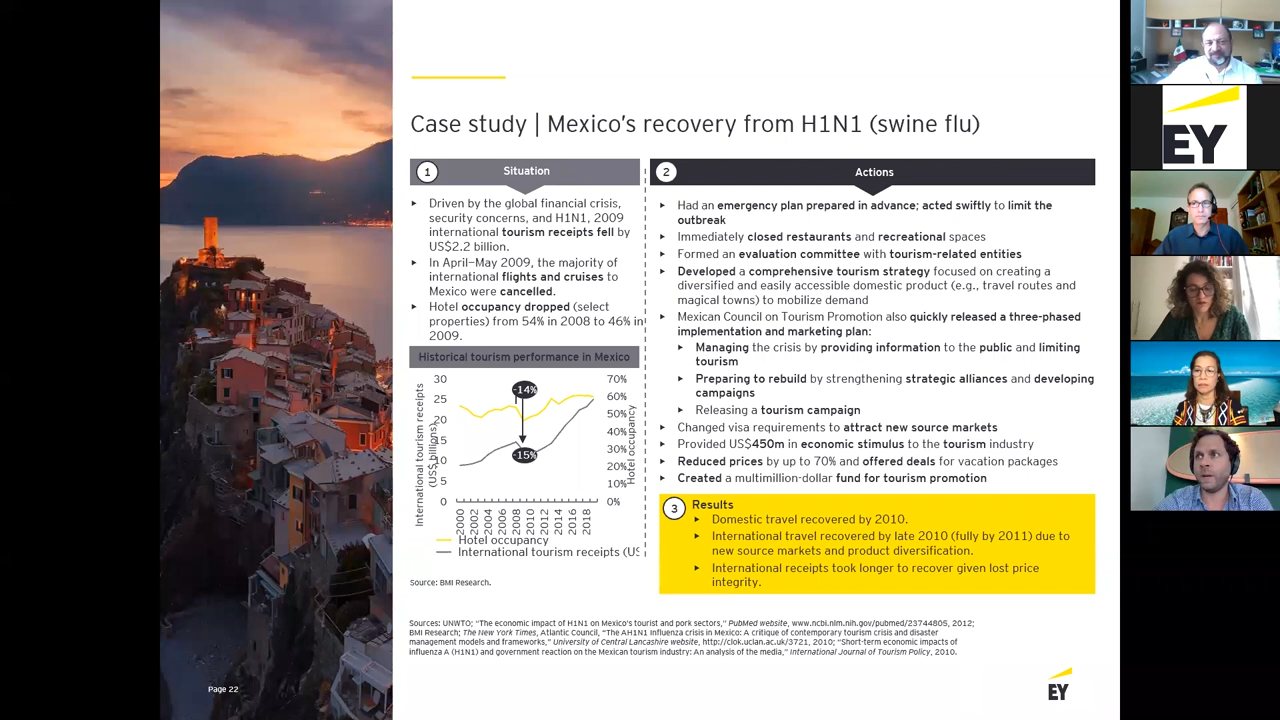 Case study | Mexico's recovery from H1N1 (swine flu)
1
Situation
▸ Driven by the global financial crisis,
security concerns, and H1N1, 2009
international tourism receipts fell by
US$2.2 billion.
▸ In April–May 2009, the majority of
international flights and cruises to
Mexico were cancelled.
▸ Hotel occupancy dropped (select
properties) from 54% in 2008 to 46% in
2009.
Historical tourism performance in Mexico
International tourism receipts
(US$ billions)
30
25
20
15
10
5
0
-14%
-15%
70%
60%
50%
40%
30%
20%
10%
0%
Hotel occupancy
2000
2002
2004
2006
2008
2010
2012
2014
2016
2018
Hotel occupancy
International tourism receipts (US
Source: BMI Research.
2
Actions
▸ Had an emergency plan prepared in advance; acted swiftly to limit the
outbreak
▸ Immediately closed restaurants and recreational spaces
▸ Formed an evaluation committee with tourism-related entities
▸ Developed a comprehensive tourism strategy focused on creating a
diversified and easily accessible domestic product (e.g., travel routes and
magical towns) to mobilize demand
▸ Mexican Council on Tourism Promotion also quickly released a three-phased
implementation and marketing plan:
▸ Managing the crisis by providing information to the public and limiting
tourism
▸ Preparing to rebuild by strengthening strategic alliances and developing
campaigns
▸ Releasing a tourism campaign
▸ Changed visa requirements to attract new source markets
▸ Provided US$450m in economic stimulus to the tourism industry
▸ Reduced prices by up to 70% and offered deals for vacation packages
▸ Created a multimillion-dollar fund for tourism promotion
3
Results
▸ Domestic travel recovered by 2010.
▸ International travel recovered by late 2010 (fully by 2011) due to
new source markets and product diversification.
▸ International receipts took longer to recover given lost price
integrity.
Sources: UNWTO; "The economic impact of H1N1 on Mexico's tourist and pork sectors," PubMed website, www.ncbi.nlm.nih.gov/pubmed/23744805, 2012;
BMI Research; The New York Times, Atlantic Council, "The AH1N1 Influenza crisis in Mexico: A critique of contemporary tourism crisis and disaster
management models and frameworks," University of Central Lancashire website, http://clok.uclan.ac.uk/3721, 2010; "Short-term economic impacts of
influenza A (H1N1) and government reaction on the Mexican tourism industry: An analysis of the media," International Journal of Tourism Policy, 2010.
Page 22
EY
EY